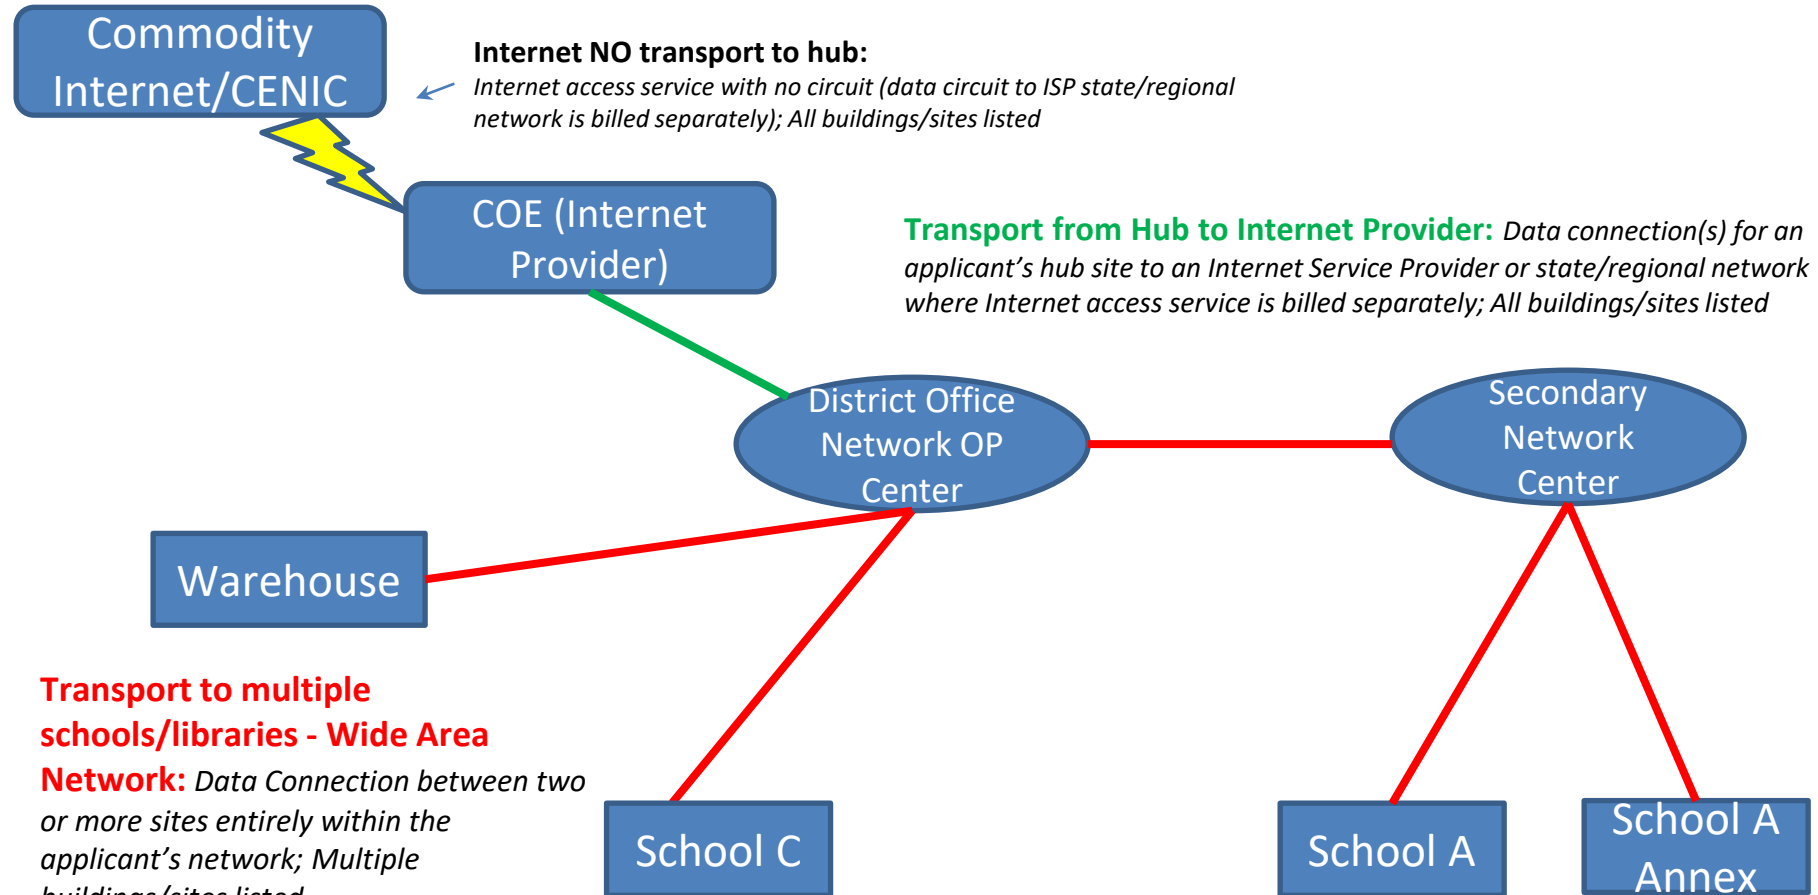 Commodity
Internet/CENIC
Internet NO transport to hub:
Internet access service with no circuit (data circuit to ISP state/regional
network is billed separately); All buildings/sites listed
COE (Internet
Provider)
Transport from Hub to Internet Provider: Data connection(s) for an
applicant’s hub site to an Internet Service Provider or state/regional network
where Internet access service is billed separately; All buildings/sites listed
District Office
Network OP
Center
Secondary
Network
Center
Warehouse
Transport to multiple
schools/libraries - Wide Area
Network: Data Connection between two
or more sites entirely within the
applicant’s network; Multiple
buildings/sites listed
School C
School A
School A
Annex